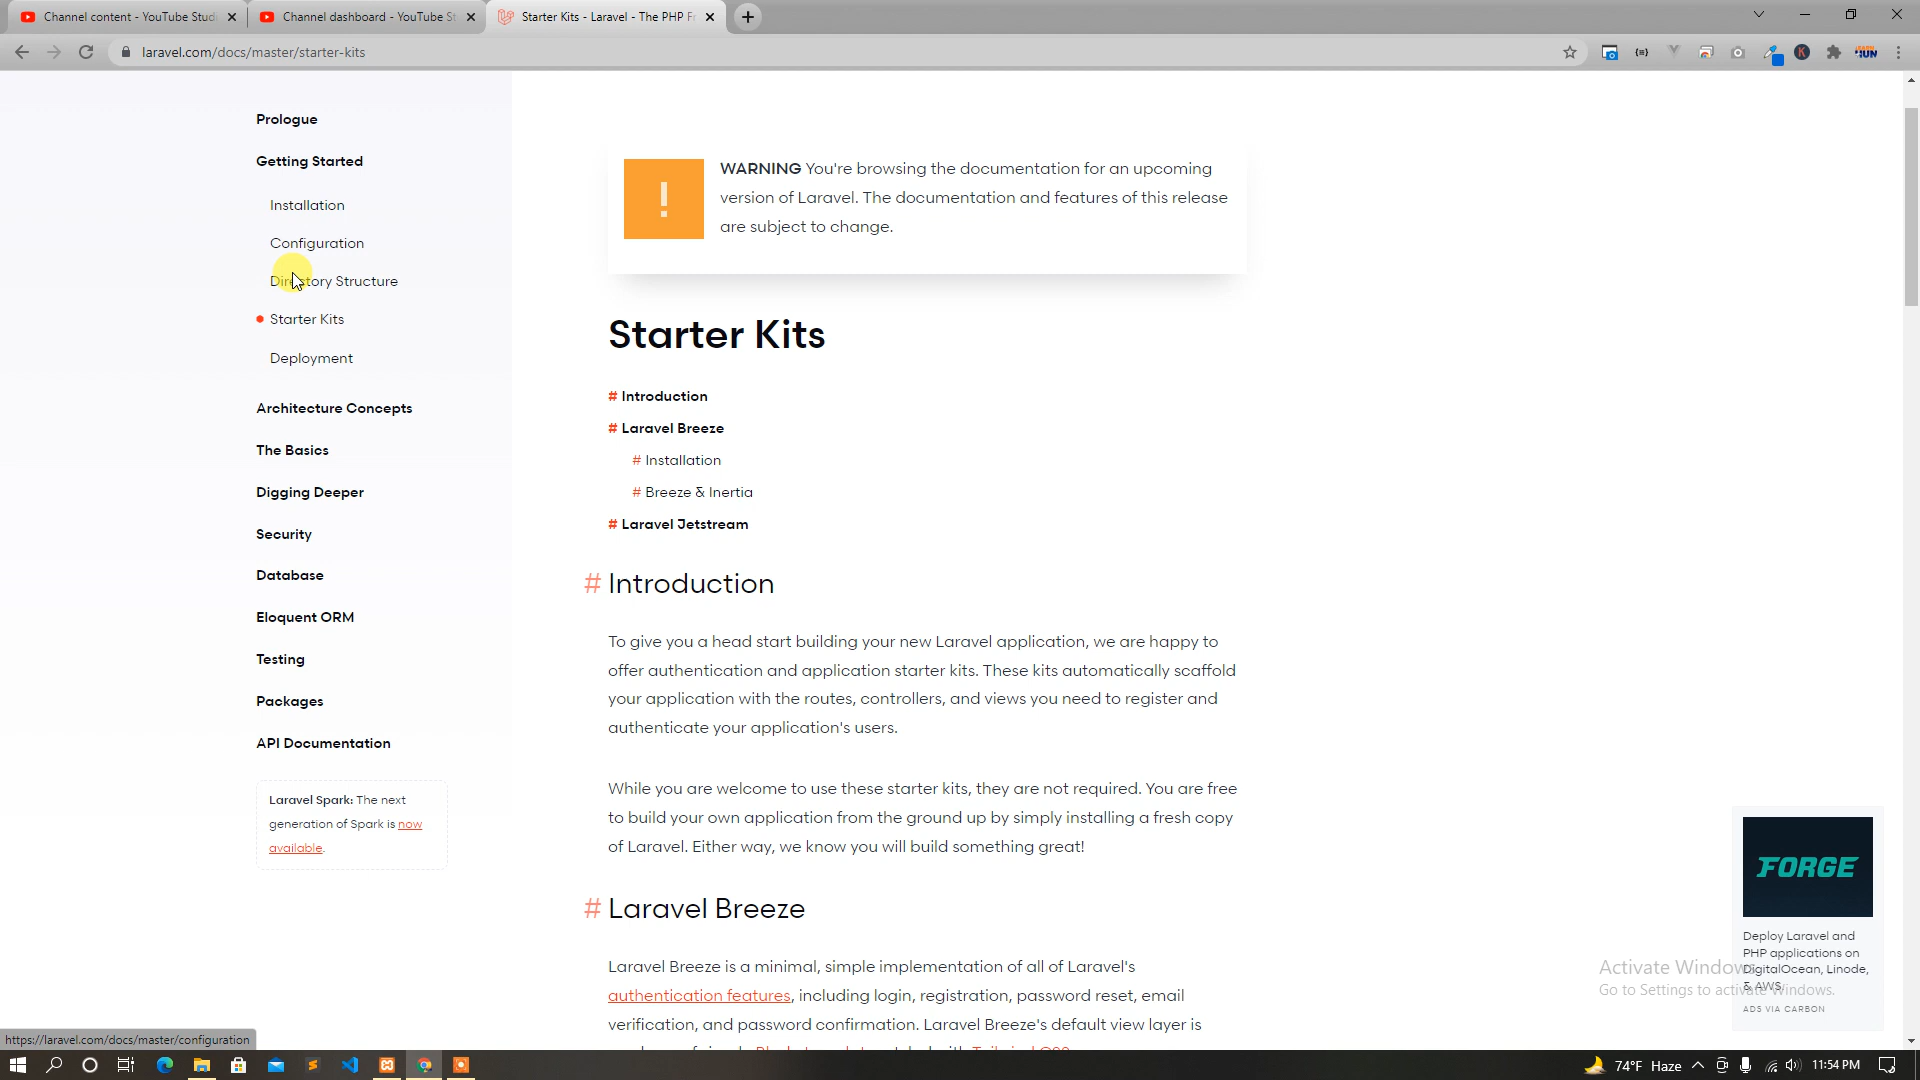 Channel content - YouTube Studi
Channel dashboard - YouTube St
Starter Kits - Laravel - The PHP Fr
laravel.com/docs/master/starter-kits
Prologue
Getting Started
Installation
Configuration
Directory Structure
Starter Kits
Deployment
Architecture Concepts
The Basics
Digging Deeper
Security
Database
Eloquent ORM
Testing
Packages
API Documentation
Laravel Spark: The next
generation of Spark is now
available.
WARNING You're browsing the documentation for an upcoming
version of Laravel. The documentation and features of this release
are subject to change.
Starter Kits
# Introduction
# Laravel Breeze
# Installation
# Breeze & Inertia
# Laravel Jetstream
# Introduction
To give you a head start building your new Laravel application, we are happy to
offer authentication and application starter kits. These kits automatically scaffold
your application with the routes, controllers, and views you need to register and
authenticate your application's users.
While you are welcome to use these starter kits, they are not required. You are free
to build your own application from the ground up by simply installing a fresh copy
of Laravel. Either way, we know you will build something great!
# Laravel Breeze
Laravel Breeze is a minimal, simple implementation of all of Laravel's
authentication features, including login, registration, password reset, email
verification, and password confirmation. Laravel Breeze's default view layer is
FORGE
Deploy Laravel and
PHP applications on
DigitalOcean, Linode,
& AWS.
ADS VIA CARBON
Activate Windows
Go to Settings to activate Windows.
https://laravel.com/docs/master/configuration
74°F Haze
11:54 PM